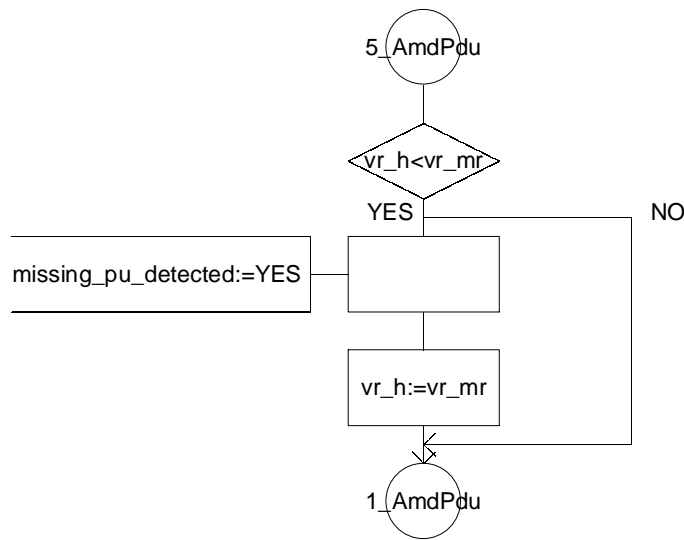 5_AmdPdu
vr_h<vr_mr
YES
NO
missing_pu_detected:=YES
vr_h:=vr_mr
1_AmdPdu